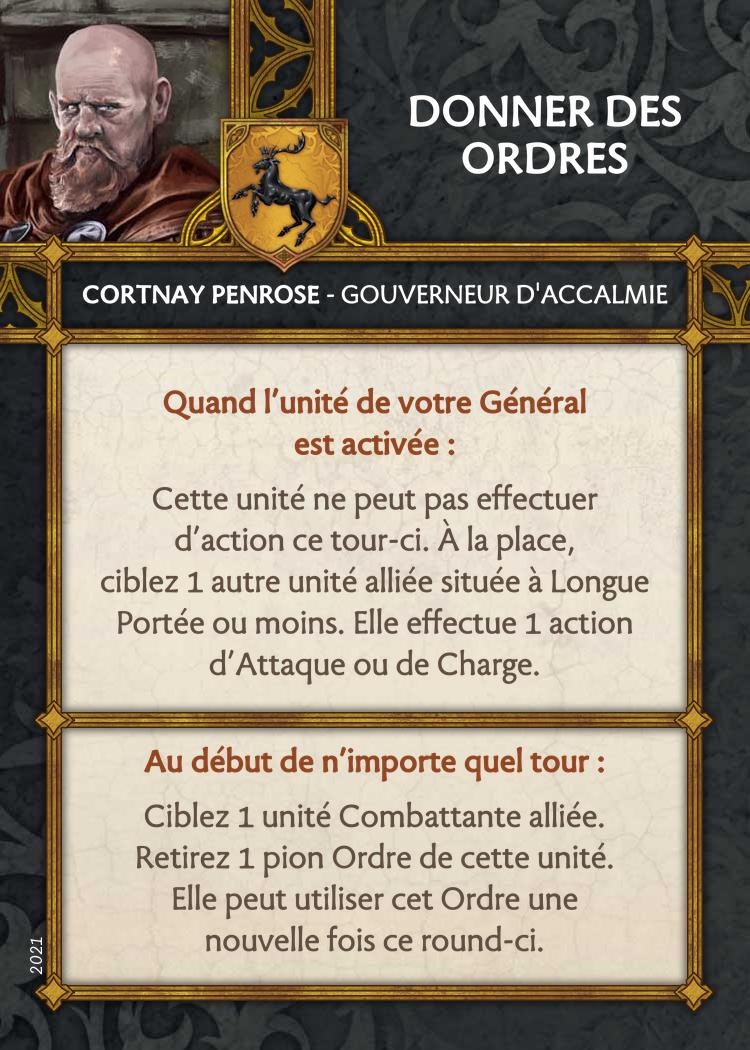 DONNER DES
ORDRES
CORTNAY PENROSE - GOUVERNEUR D'ACCALMIE
Quand l'unité de votre Général
est activée :
Cette unité ne peut pas effectuer
d'action ce tour-ci. À la place,
ciblez 1 autre unité alliée située à Longue
Portée ou moins. Elle effectue 1 action
d'Attaque ou de Charge.
Au début de n'importe quel tour :
Ciblez 1 unité Combattante alliée.
Retirez 1 pion Ordre de cette unité.
Elle peut utiliser cet Ordre une
nouvelle fois ce round-ci.
2021